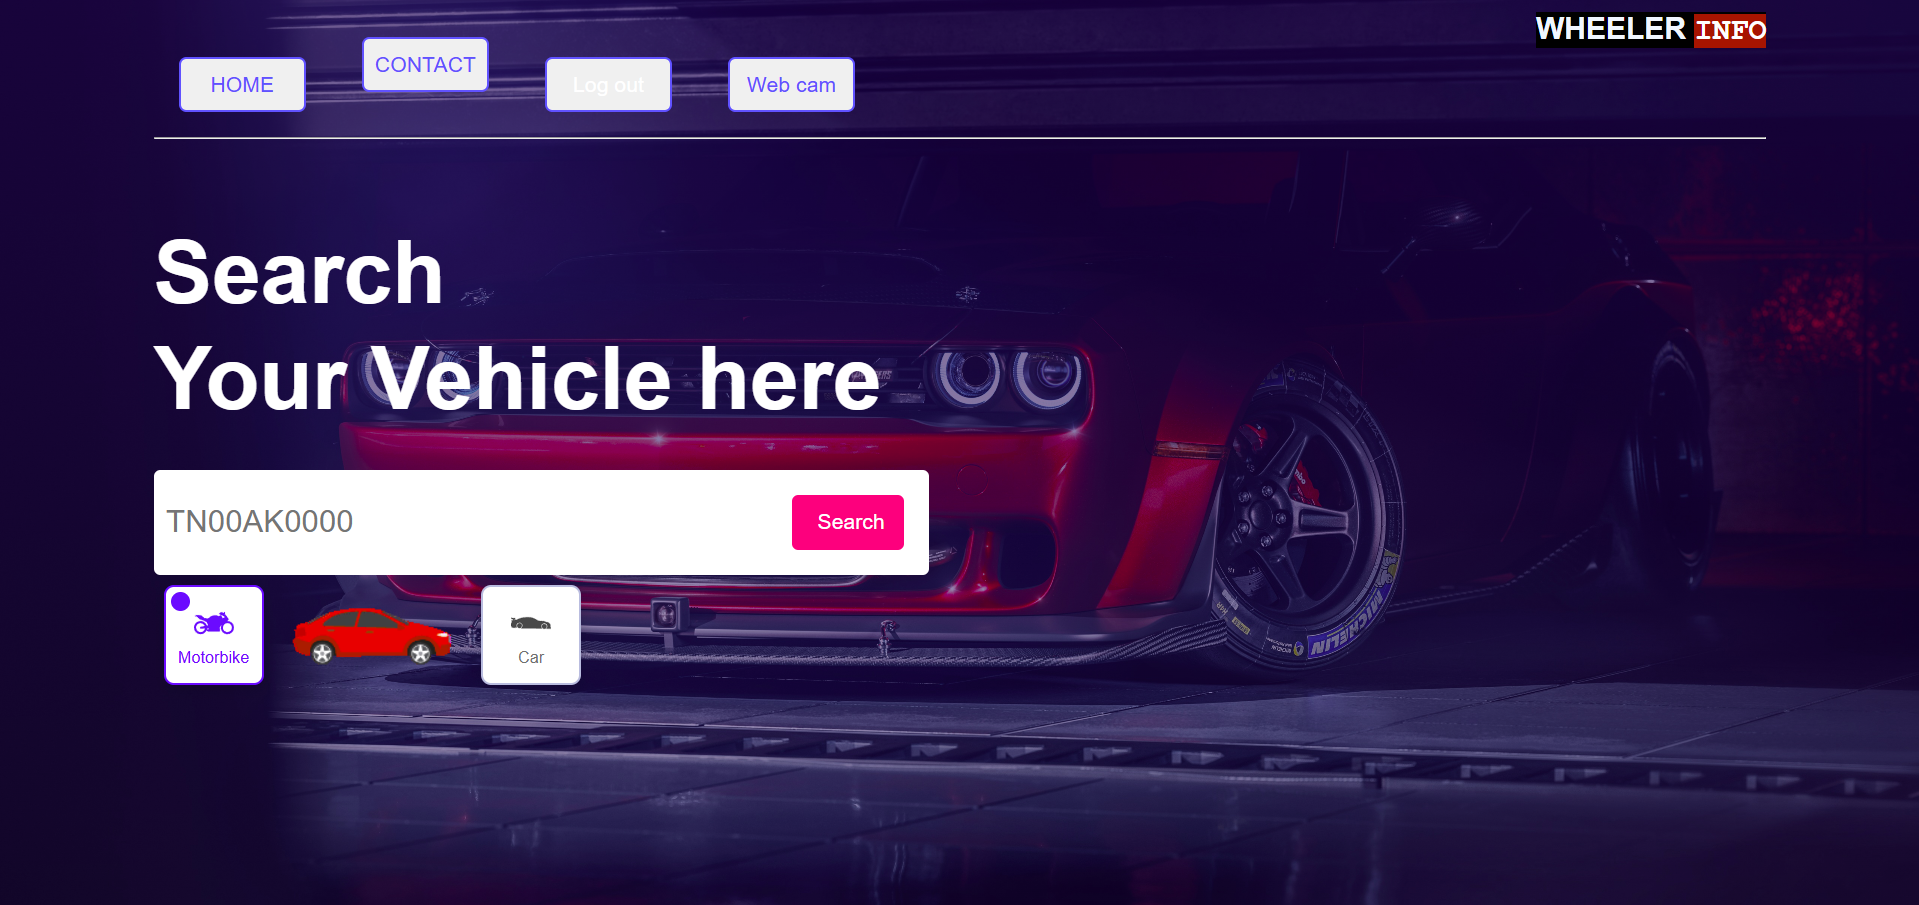 WHEELER INFO
HOME
CONTACT
Log out
Web cam
Search
Your Vehicle here
TN00AK0000
Search
Motorbike
Car
MICHELIN